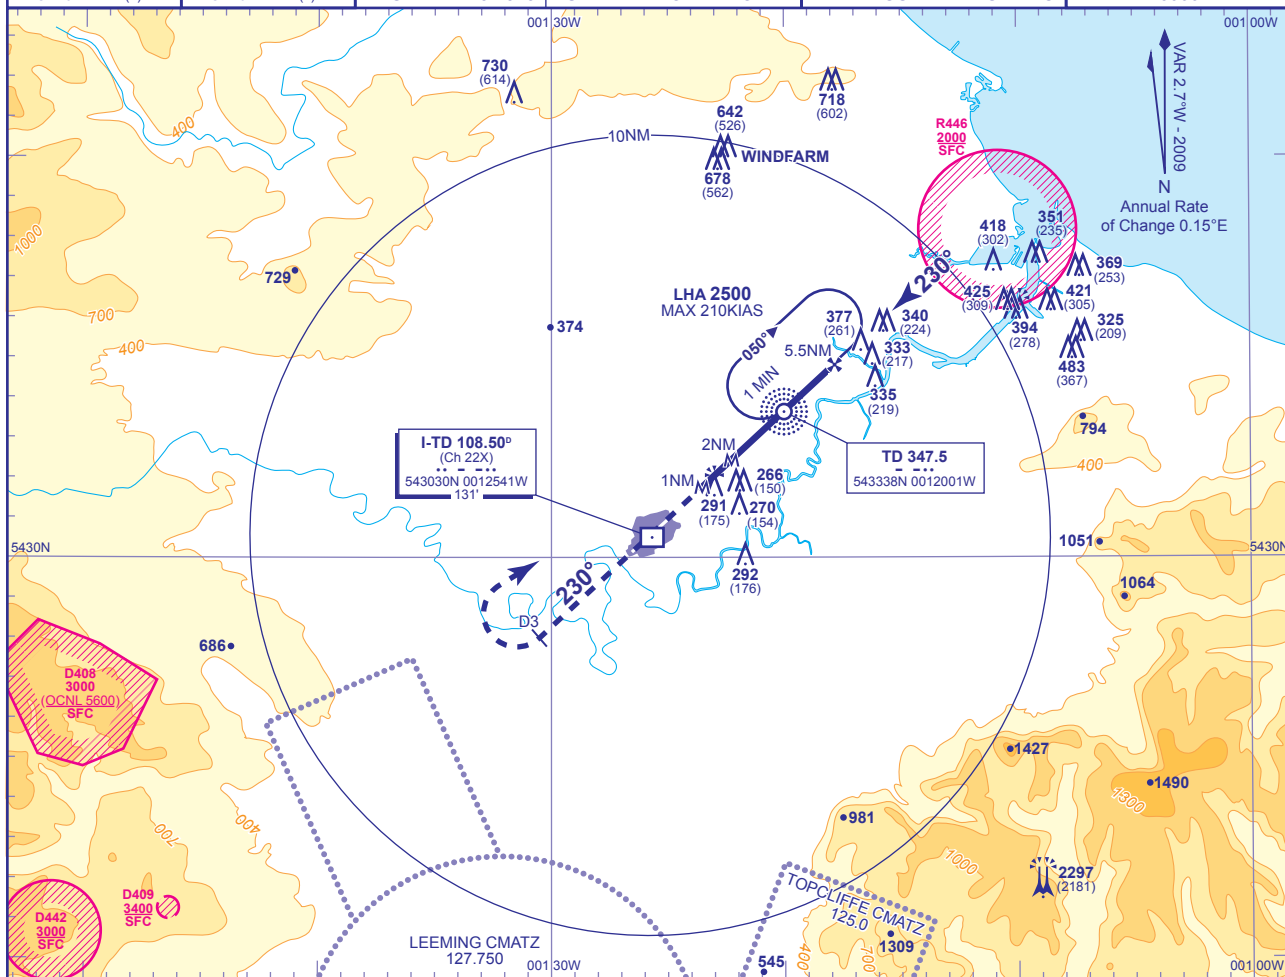 001:30W
001:00W
VAR 2.7°W - 2009
N
Annual Rate
of Change 0.15°E
730
(614)
718
(602)
642
(526)
WINDFARM
678
(562)
10NM
400
R446
2000
SFC
418
(302)
351
(235)
369
(253)
1000
729
700
400
374
LHA 2500
MAX 210KIAS
230°
425
(309)
421
(305)
394
(278)
325
(209)
483
(367)
377
(261)
340
(224)
333
(217)
335
(219)
050°
1 MIN
5.5NM
794
400
I-TD 108.50ᴰ
(Ch 22X)
·· – –··
543030N 0012541W
131'
TD 347.5
– –··
543338N 0012001W
2NM
1NM
266
(150)
291
(175)
270
(154)
292
(176)
5430N
5430N
1051
1064
230°
D3
686
D408
3000
(OCNL 5600)
SFC
1427
1490
1300
981
1000
2297
(2181)
400
700
D409
3400
SFC
D442
3000
SFC
TOPCLIFFE CMATZ
125.0
1309
LEEMING CMATZ
127.750
545
400
700
001:30W
001:00W